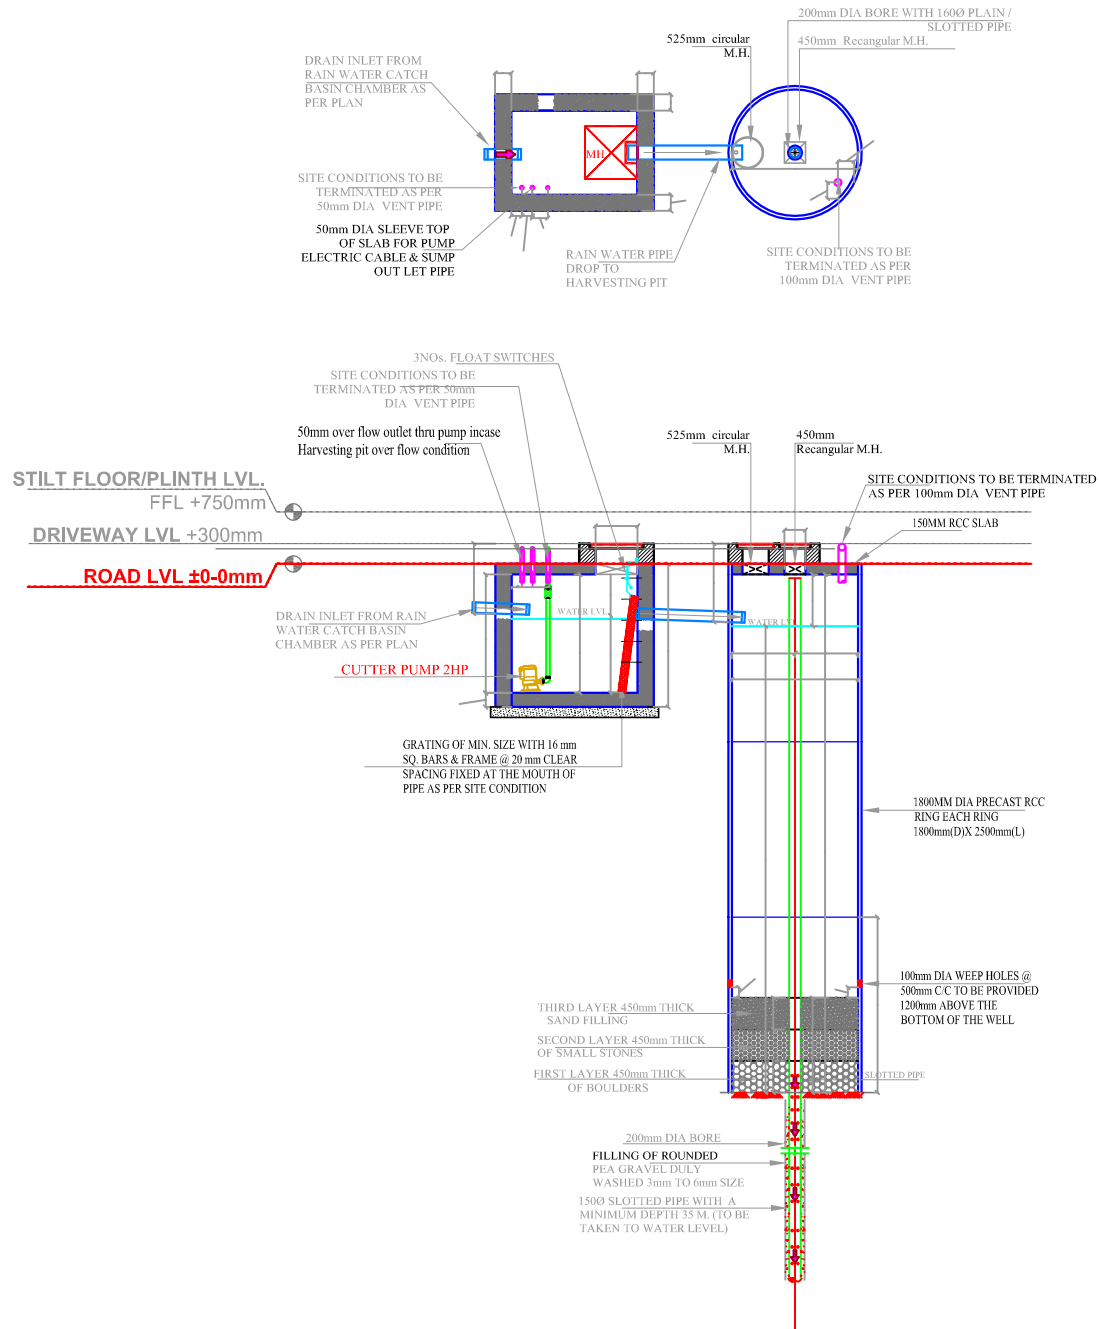 200mm DIA BORE WITH 160Ø PLAIN /
SLOTTED PIPE
525mm circular
M.H.
450mm Recangular M.H.
DRAIN INLET FROM
RAIN WATER CATCH
BASIN CHAMBER AS
PER PLAN
MH
SITE CONDITIONS TO BE
TERMINATED AS PER
50mm DIA VENT PIPE
50mm DIA SLEEVE TOP
OF SLAB FOR PUMP
ELECTRIC CABLE & SUMP
OUT LET PIPE
RAIN WATER PIPE
DROP TO
HARVESTING PIT
SITE CONDITIONS TO BE
TERMINATED AS PER
100mm DIA VENT PIPE
3NOs. FLOAT SWITCHES
SITE CONDITIONS TO BE
TERMINATED AS PER 50mm
DIA VENT PIPE
50mm over flow outlet thru pump incase
Harvesting pit over flow condition
525mm circular
M.H.
450mm
Recangular M.H.
SITE CONDITIONS TO BE TERMINATED
AS PER 100mm DIA VENT PIPE
150MM RCC SLAB
STILT FLOOR/PLINTH LVL.
FFL +750mm
DRIVEWAY LVL +300mm
ROAD LVL ±0-0mm
DRAIN INLET FROM RAIN
WATER CATCH BASIN
CHAMBER AS PER PLAN
WATER LVL
WATER LVL
CUTTER PUMP 2HP
GRATING OF MIN. SIZE WITH 16 mm
SQ. BARS & FRAME @ 20 mm CLEAR
SPACING FIXED AT THE MOUTH OF
PIPE AS PER SITE CONDITION
1800MM DIA PRECAST RCC
RING EACH RING
1800mm(D)X 2500mm(L)
100mm DIA WEEP HOLES @
500mm C/C TO BE PROVIDED
1200mm ABOVE THE
BOTTOM OF THE WELL
THIRD LAYER 450mm THICK
SAND FILLING
SECOND LAYER 450mm THICK
OF SMALL STONES
FIRST LAYER 450mm THICK
OF BOULDERS
SLOTTED PIPE
200mm DIA BORE
FILLING OF ROUNDED
PEA GRAVEL DULY
WASHED 3mm TO 6mm SIZE
150Ø SLOTTED PIPE WITH A
MINIMUM DEPTH 35 M. (TO BE
TAKEN TO WATER LEVEL)